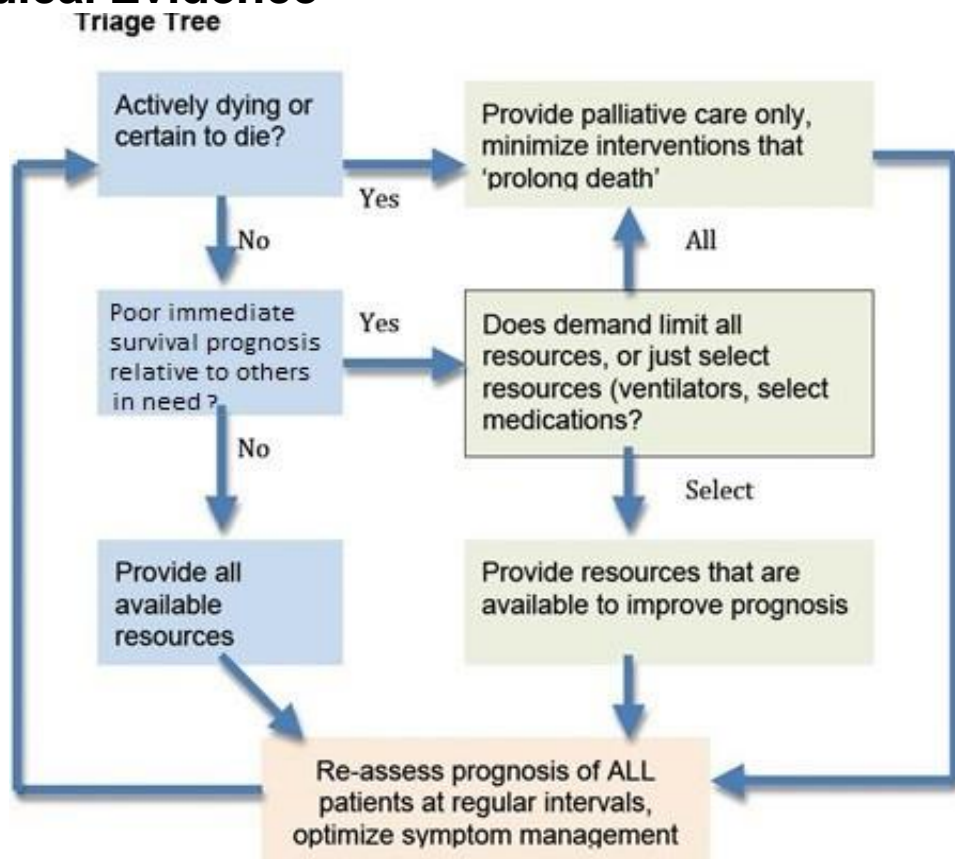 Triage Tree
Actively dying or
certain to die?
Yes
Provide palliative care only,
minimize interventions that
‘prolong death’
No
All
Poor immediate
survival prognosis
relative to others
in need?
Yes
Does demand limit all
resources, or just select
resources (ventilators, select
medications?
No
Select
Provide all
available
resources
Provide resources that are
available to improve prognosis
Re-assess prognosis of ALL
patients at regular intervals,
optimize symptom management